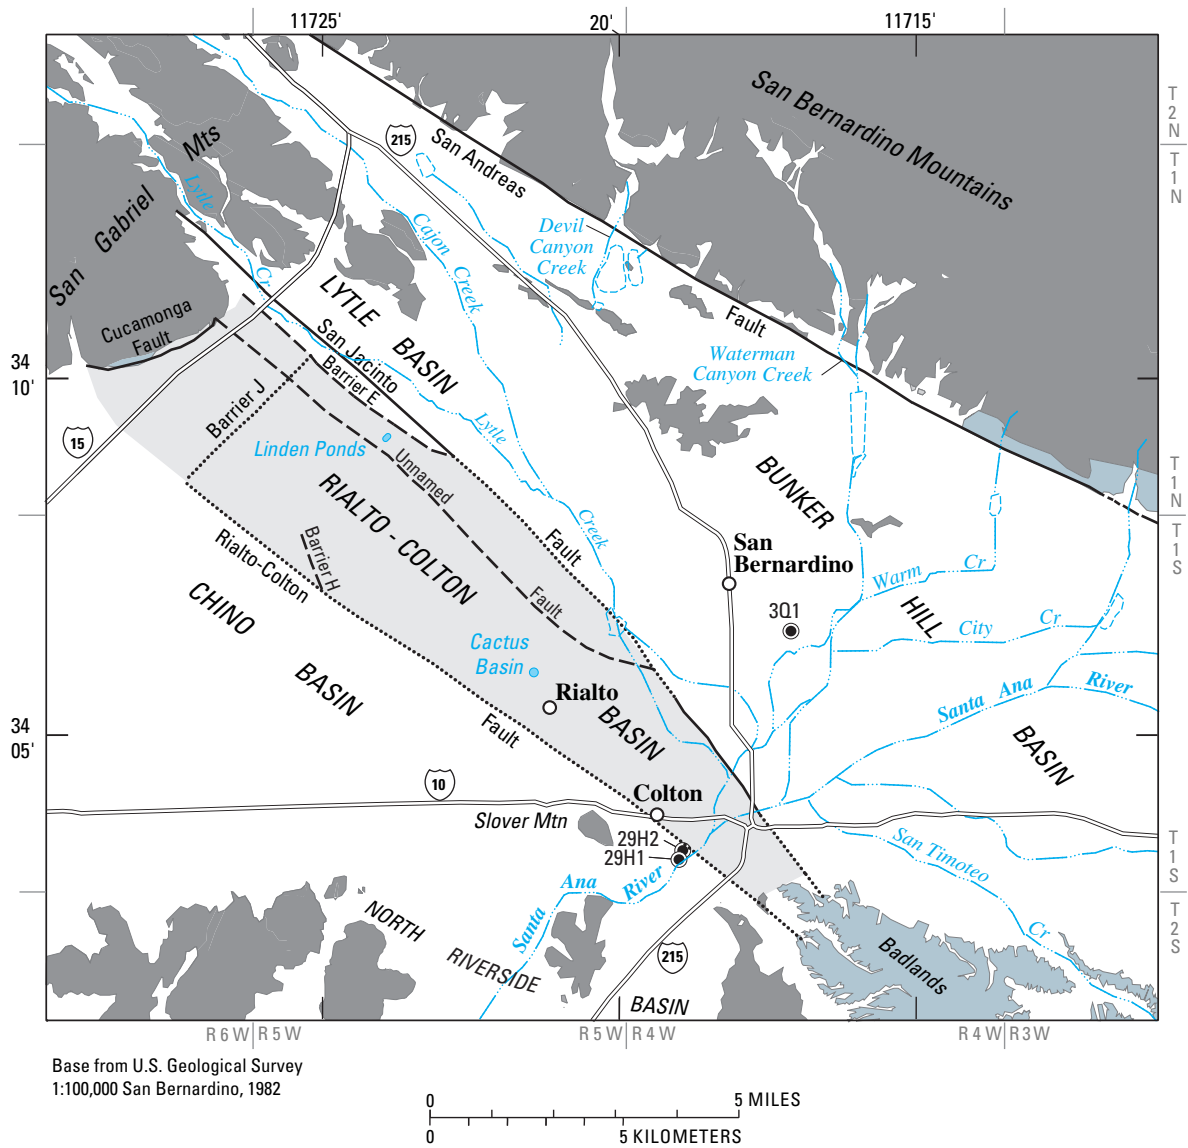 11725'
20'
11715'
T
2
N
T
1
N
T
1
N
T
1
S
T
1
S
T
2
S
San Bernardino Mountains
215
San Andreas
Fault
Mts
San Gabriel
Lytle
Cr
Cajon Creek
Devil
Canyon
Creek
LYTLE
BASIN
Cucamonga
Fault
San Jacinto
Barrier E
Waterman
Canyon Creek
34
10'
Barrier J
15
Linden Ponds
Lytle
Creek
Unnamed
Fault
Fault
RIALTO - COLTON
BASIN
BUNKER
HILL
BASIN
Rialto-Colton
Fault
Barrier H
San
Bernardino
Warm
Cr
3Q1
City
Cr
CHINO
BASIN
Cactus
Basin
Rialto
Santa Ana River
34
05'
10
Colton
Slover Mtn
29H2
29H1
San Timoteo
Cr
Santa
Ana
River
NORTH
RIVERSIDE
BASIN
215
Badlands
R 6 W
R 5 W
R 5 W
R 4 W
R 4 W
R 3 W
Base from U.S. Geological Survey
1:100,000 San Bernardino, 1982
0
5 MILES
0
5 KILOMETERS